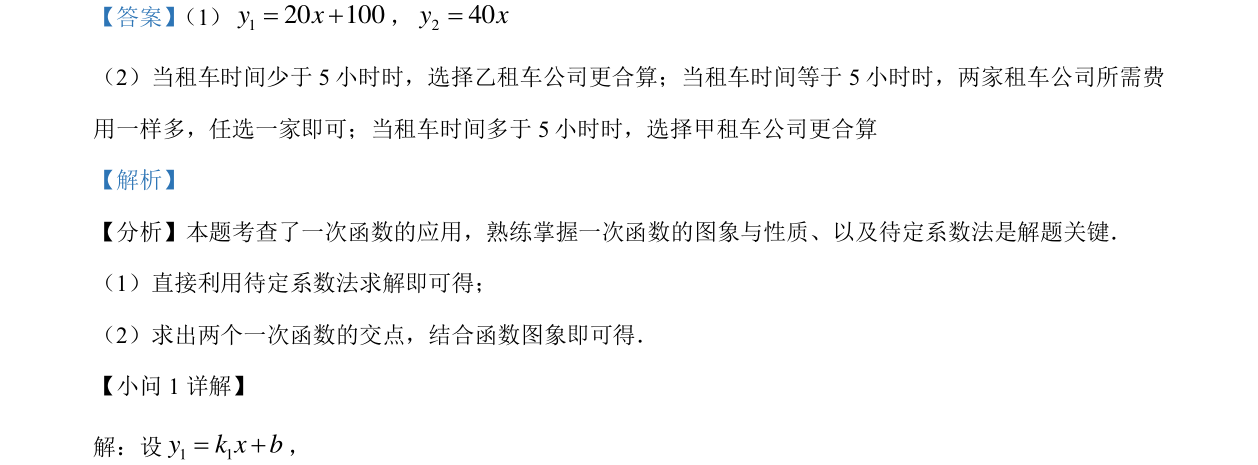 【答案】（1） y₁ = 20x+100 ， y₂ = 40x
（2）当租车时间少于 5 小时时，选择乙租车公司更合算；当租车时间等于 5 小时时，两家租车公司所需费
用一样多，任选一家即可；当租车时间多于 5 小时时，选择甲租车公司更合算
【解析】
【分析】本题考查了一次函数的应用，熟练掌握一次函数的图象与性质、以及待定系数法是解题关键．
（1）直接利用待定系数法求解即可得；
（2）求出两个一次函数的交点，结合函数图象即可得．
【小问 1 详解】
解：设 y₁ = k₁x+b ，